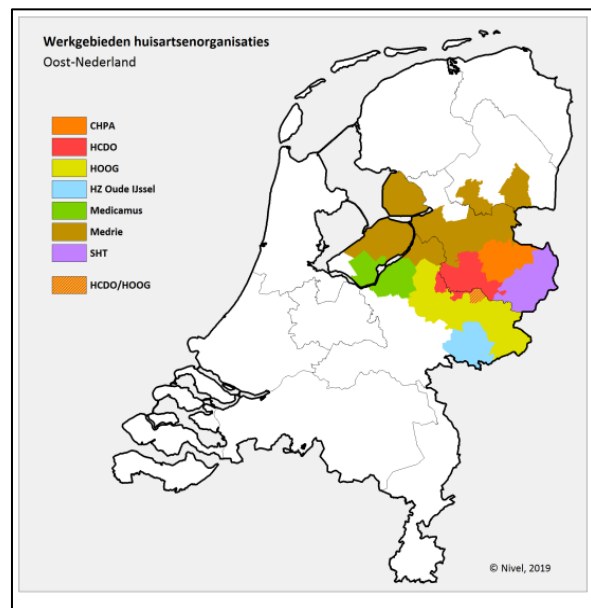 Werkgebieden huisartsenorganisaties
Oost-Nederland
CHPA
HCDO
HOOG
HZ Oude IJssel
Medicamus
Medrie
SHT
HCDO/HOOG
© Nivel, 2019